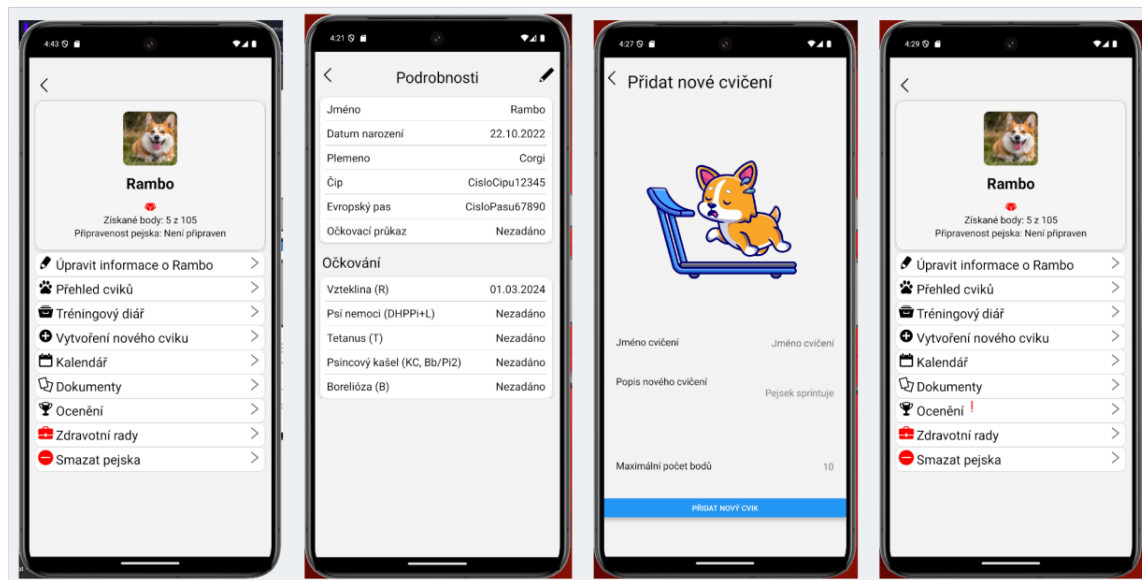 4:43
Rambo
Získané body: 5 z 105
Připravenost pejska: Není připraven
Úpravit informace o Rambo
Přehled cviků
Tréningový diář
Vytvoření nového cviku
Kalendář
Dokumenty
Ocenění
Zdravotní rady
Smazat pejska
4:21
Podrobnosti
Jméno Rambo
Datum narození 22.10.2022
Plemeno Corgi
Čip CisloCipu12345
Evropský pas CisloPasu67890
Očkovací průkaz Nezadáno
Očkování
Vzteklina (R) 01.03.2024
Psí nemoci (DHPPi+L) Nezadáno
Tetanus (T) Nezadáno
Psincový kašel (KC, Bb/Pi2) Nezadáno
Borelióza (B) Nezadáno
4:27
Přidat nové cvičení
Jméno cvičení Jméno cvičení
Popis nového cvičení
Pejsek sprintuje
Maximální počet bodů 10
PŘIDAT NOVÝ CVIK
4:29
Rambo
Získané body: 5 z 105
Připravenost pejska: Není připraven
Úpravit informace o Rambo
Přehled cviků
Tréningový diář
Vytvoření nového cviku
Kalendář
Dokumenty
Ocenění !
Zdravotní rady
Smazat pejska